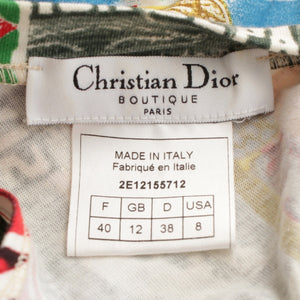 Christian Dior
BOUTIQUE
PARIS
MADE IN ITALY
Fabriqué en Italie
2E12155712
F GB D USA
40 12 38 8